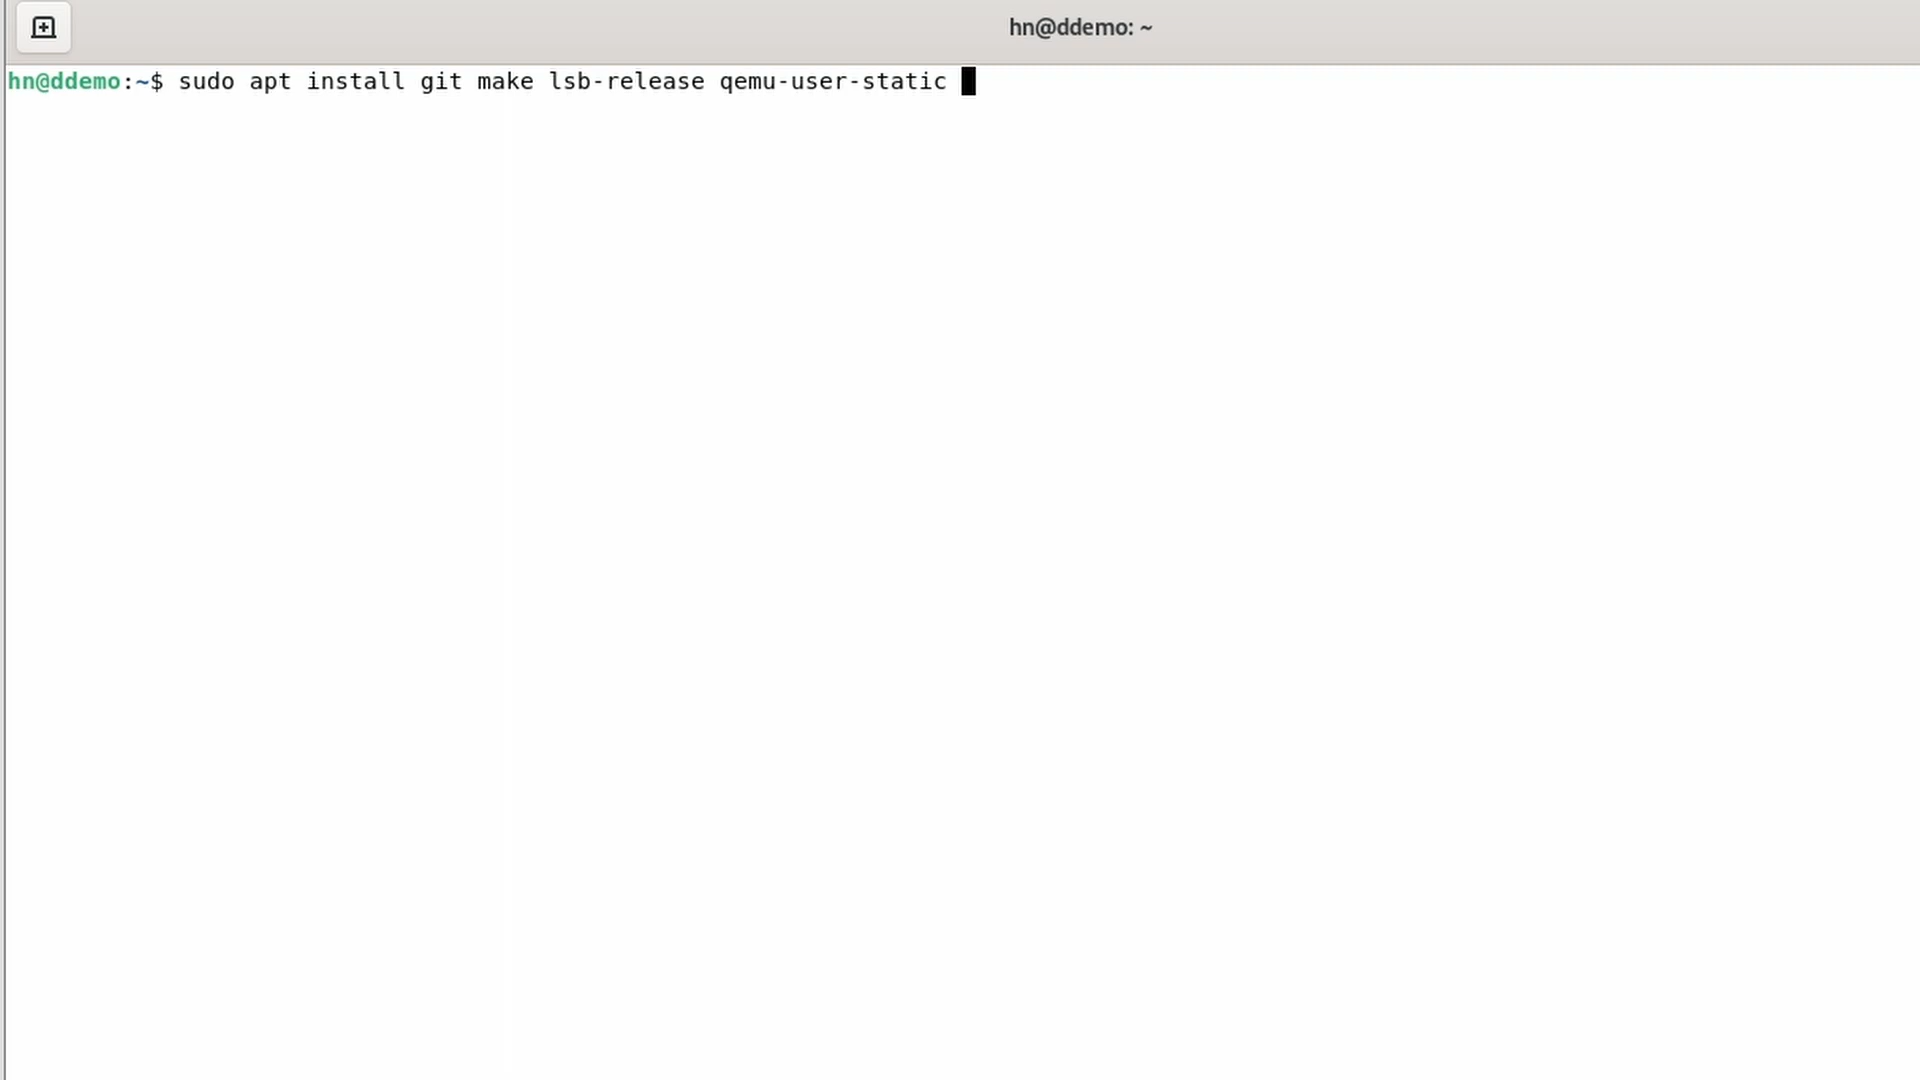 hn@ddemo: ~
hn@ddemo:~$ sudo apt install git make lsb-release qemu-user-static